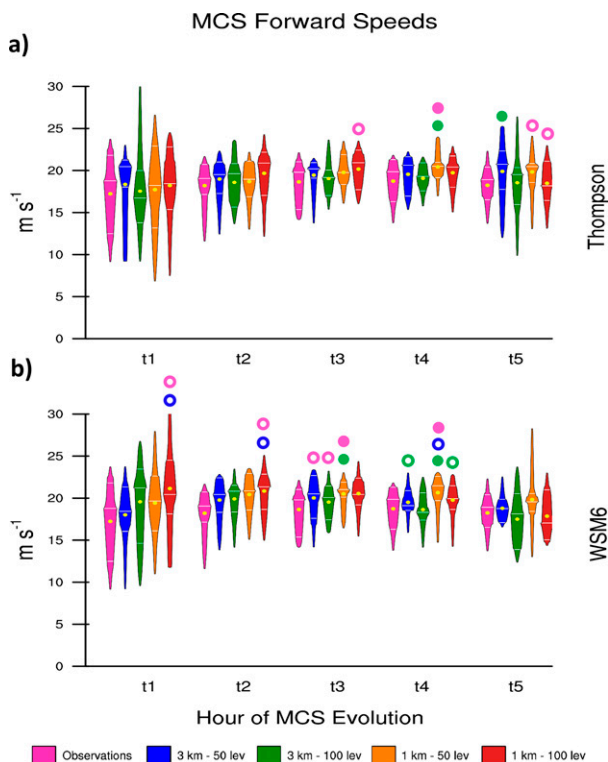 MCS Forward Speeds
a)
30
25
20
15
10
5
0
m s-1
t1 t2 t3 t4 t5
Thompson
b)
30
25
20
15
10
5
0
m s-1
t1 t2 t3 t4 t5
WSM6
Hour of MCS Evolution
Observations 3 km - 50 lev 3 km - 100 lev 1 km - 50 lev 1 km - 100 lev